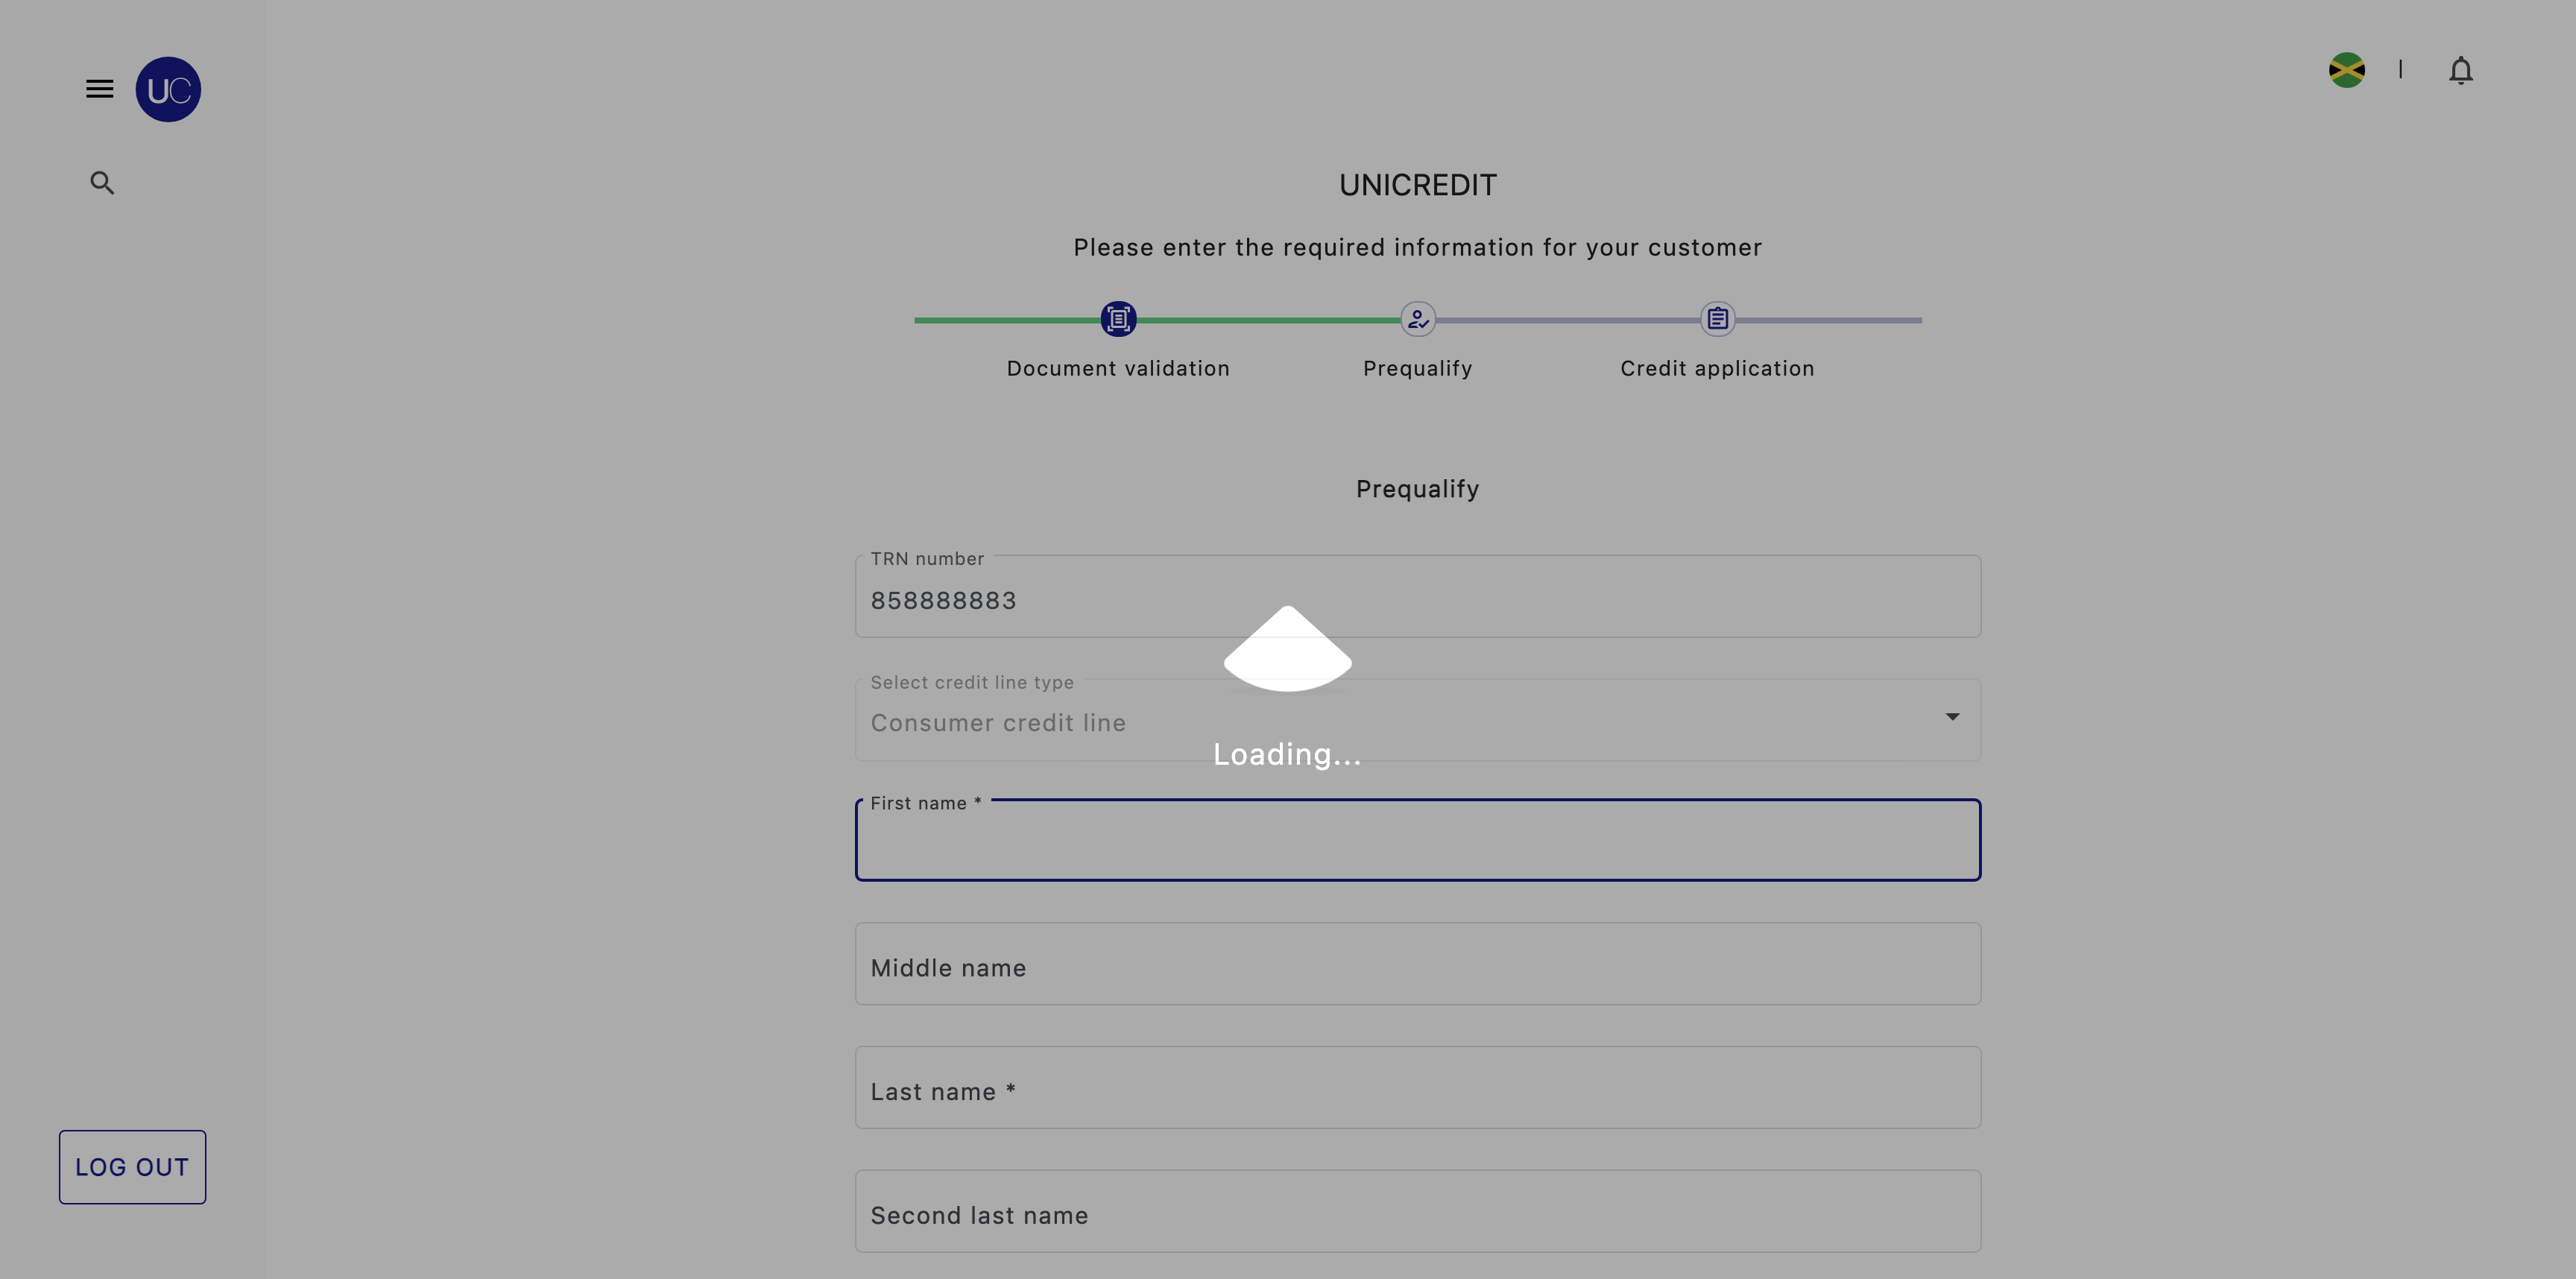 UC
UNICREDIT
Please enter the required information for your customer
Document validation
Prequalify
Credit application
Prequalify
TRN number
858888883
Select credit line type
Consumer credit line
Loading...
First name *
Middle name
Last name *
Second last name
LOG OUT